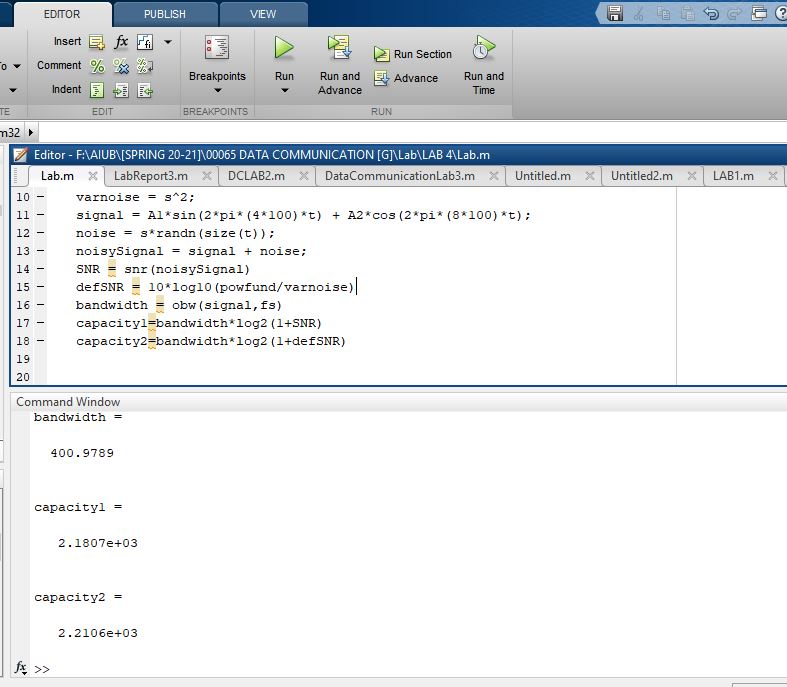 EDITOR PUBLISH VIEW
Insert fx
Comment
Indent
Breakpoints
Run
Run and Advance
Run Section
Advance
Run and Time
EDIT BREAKPOINTS RUN
m32
Editor - F:\AIUB\[SPRING 20-21]\00065 DATA COMMUNICATION [G]\Lab\LAB 4\Lab.m
Lab.m LabReport3.m DCLAB2.m DataCommunicationLab3.m Untitled.m Untitled2.m LAB1.m
10 - varnoise = s^2;
11 - signal = A1*sin(2*pi*(4*100)*t) + A2*cos(2*pi*(8*100)*t);
12 - noise = s*randn(size(t));
13 - noisySignal = signal + noise;
14 - SNR = snr(noisySignal)
15 - defSNR = 10*log10(powfund/varnoise)
16 - bandwidth = obw(signal,fs)
17 - capacity1=bandwidth*log2(1+SNR)
18 - capacity2=bandwidth*log2(1+defSNR)
19
20
Command Window
bandwidth =
400.9789
capacity1 =
2.1807e+03
capacity2 =
2.2106e+03
fx >>